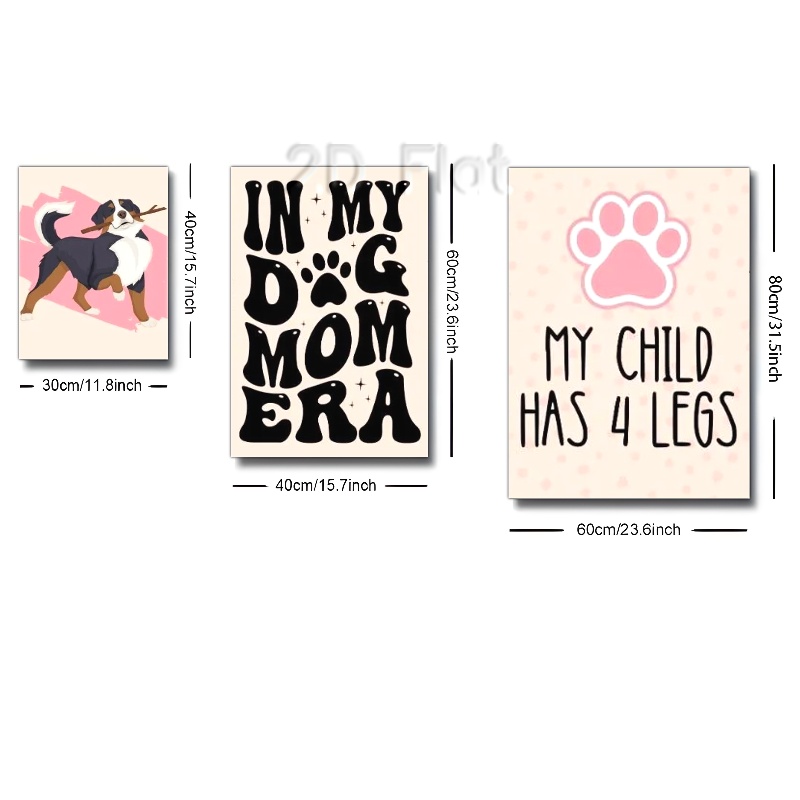 2D Flat
IN MY
DOG
MOM
ERA
MY CHILD
HAS 4 LEGS
40cm/15.7inch
30cm/11.8inch
60cm/23.6inch
40cm/15.7inch
80cm/31.5inch
60cm/23.6inch